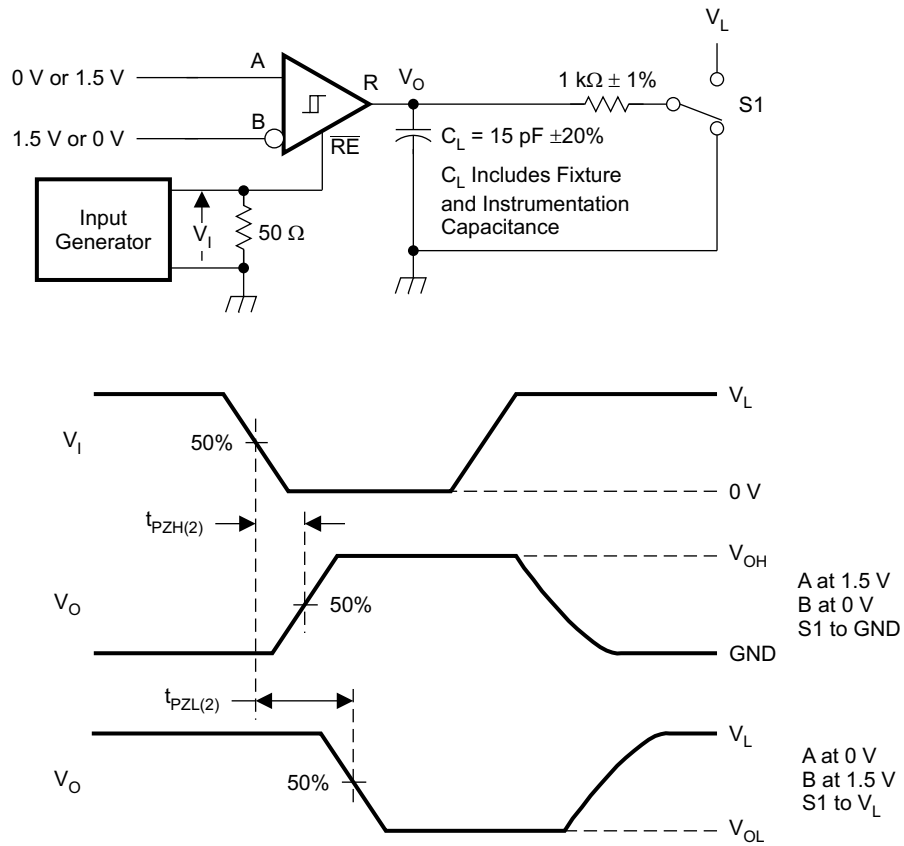 V_L
0 V or 1.5 V
A
R
V_O
1 kΩ ± 1%
S1
1.5 V or 0 V
B
R̅E̅
C_L = 15 pF ±20%
C_L Includes Fixture
and Instrumentation
Capacitance
Input
Generator
V_I
50 Ω
V_I
50%
V_L
0 V
t_PZH(2)
V_O
50%
V_OH
GND
A at 1.5 V
B at 0 V
S1 to GND
t_PZL(2)
V_O
50%
V_L
V_OL
A at 0 V
B at 1.5 V
S1 to V_L